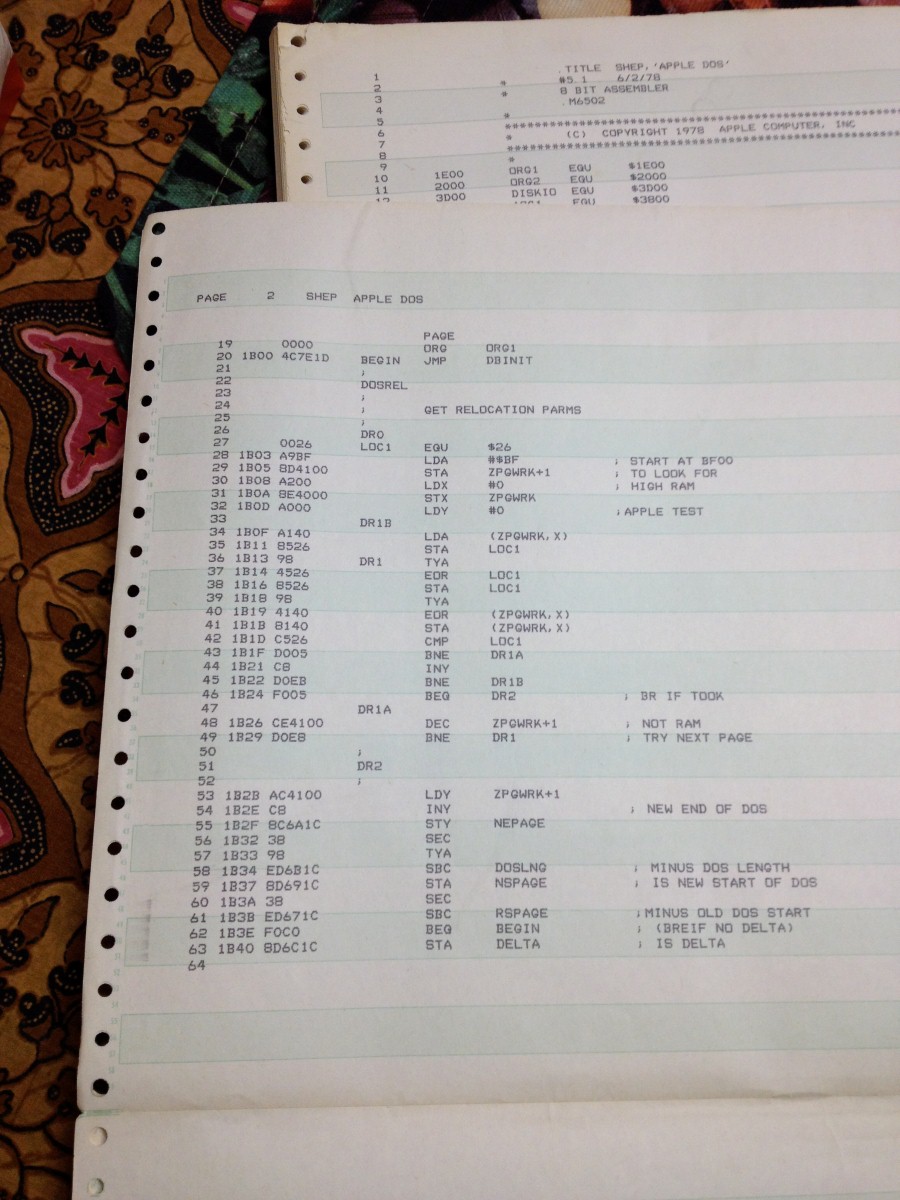 .TITLE SHEP,'APPLE DOS'
1 * #5.1 6/2/78
2 * 8 BIT ASSEMBLER
3 .M6502
4 *
5 ************************************************
6 * (C) COPYRIGHT 1978 APPLE COMPUTER, INC
7 ************************************************
8 *
9 ORG1 EQU $1E00
10 1E00 ORG2 EQU $2000
11 2000 DISKIO EQU $3D00
12 3D00 EQU $3800
PAGE 2 SHEP APPLE DOS
PAGE
19 0000 ORG ORG1
20 1B00 4C7E1D BEGIN JMP DBINIT
21 ;
22 DOSREL
23 ;
24 ; GET RELOCATION PARMS
25 ;
26 DR0
27 0026 LOC1 EQU $26
28 1B03 A9BF LDA #$BF ; START AT BF00
29 1B05 8D4100 STA ZPGWRK+1 ; TO LOOK FOR
30 1B08 A200 LDX #0 ; HIGH RAM
31 1B0A 8E4000 STX ZPGWRK
32 1B0D A000 LDY #0 ;APPLE TEST
33 DR1B
34 1B0F A140 LDA (ZPGWRK,X)
35 1B11 8526 STA LOC1
36 1B13 98 DR1 TYA
37 1B14 4526 EOR LOC1
38 1B16 8526 STA LOC1
39 1B18 98 TYA
40 1B19 4140 EOR (ZPGWRK,X)
41 1B1B 8140 STA (ZPGWRK,X)
42 1B1D C526 CMP LOC1
43 1B1F D005 BNE DR1A
44 1B21 C8 INY
45 1B22 D0EB BNE DR1B
46 1B24 F005 BEQ DR2 ; BR IF TOOK
47 DR1A
48 1B26 CE4100 DEC ZPGWRK+1 ; NOT RAM
49 1B29 D0E8 BNE DR1 ; TRY NEXT PAGE
50 ;
51 DR2
52 ;
53 1B2B AC4100 LDY ZPGWRK+1
54 1B2E C8 INY ; NEW END OF DOS
55 1B2F 8C6A1C STY NEPAGE
56 1B32 38 SEC
57 1B33 98 TYA
58 1B34 ED6B1C SBC DOSLNG ; MINUS DOS LENGTH
59 1B37 8D691C STA NSPAGE ; IS NEW START OF DOS
60 1B3A 38 SEC
61 1B3B ED671C SBC RSPAGE ;MINUS OLD DOS START
62 1B3E F0C0 BEQ BEGIN ; (BREIF NO DELTA)
63 1B40 8D6C1C STA DELTA ; IS DELTA
64